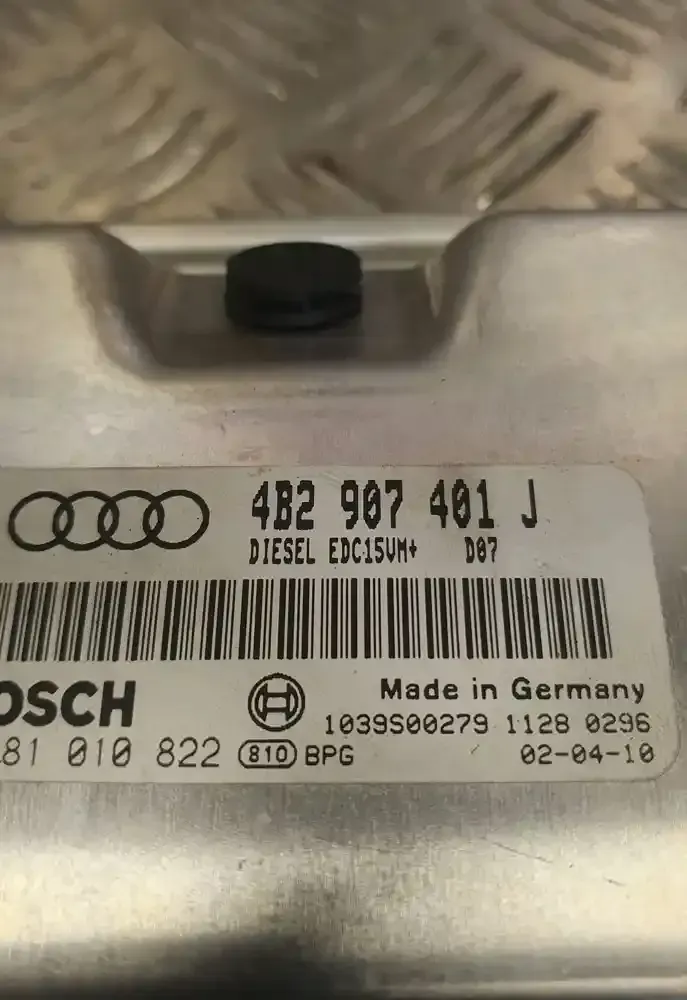 4B2 907 401 J
DIESEL EDC15VM+ D07
OSCH
Made in Germany
1039S00279 1128 0296
81 010 822 810 BPG
02-04-10